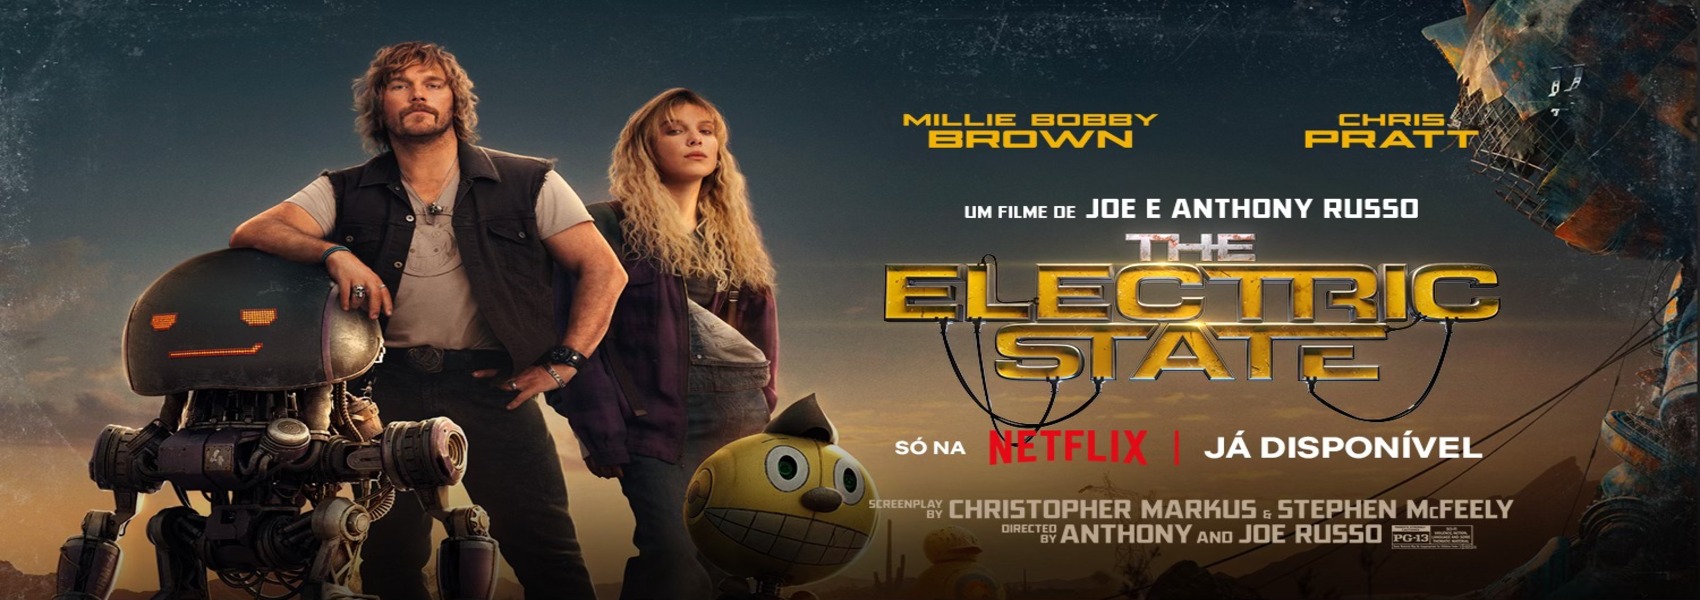 MILLIE BOBBY
BROWN
CHRIS
PRATT
UM FILME DE JOE E ANTHONY RUSSO
THE
ELECTRIC
STATE
SÓ NA NETFLIX | JÁ DISPONÍVEL
SCREENPLAY BY CHRISTOPHER MARKUS & STEPHEN McFEELY
DIRECTED BY ANTHONY AND JOE RUSSO PG-13